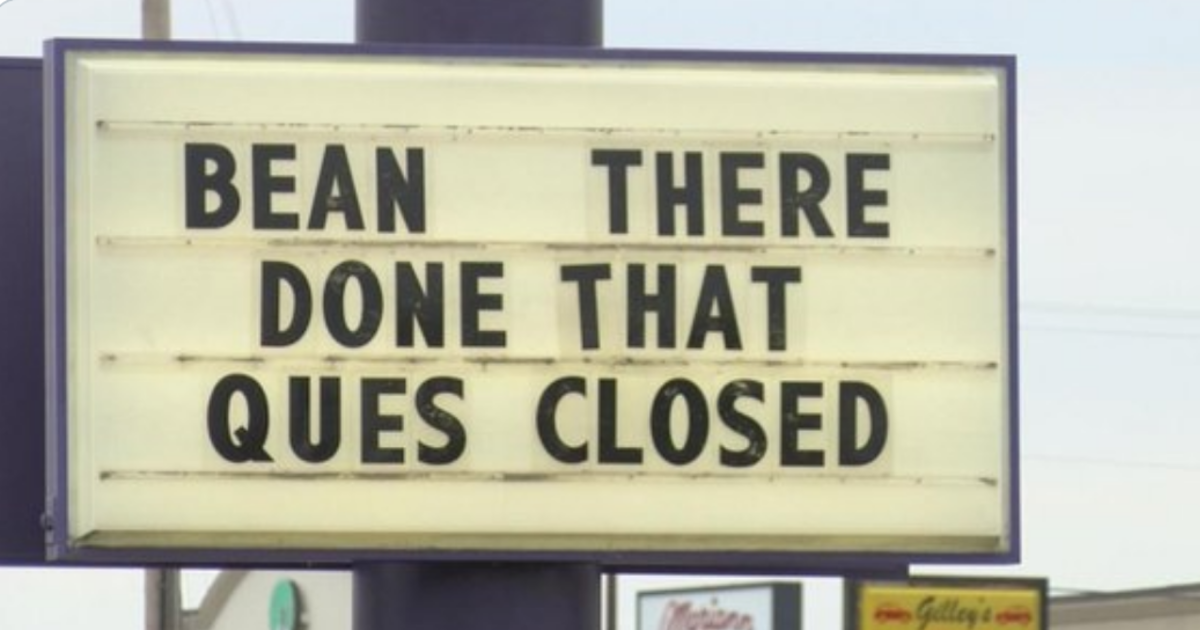 BEAN THERE
DONE THAT
QUES CLOSED
Gilley's